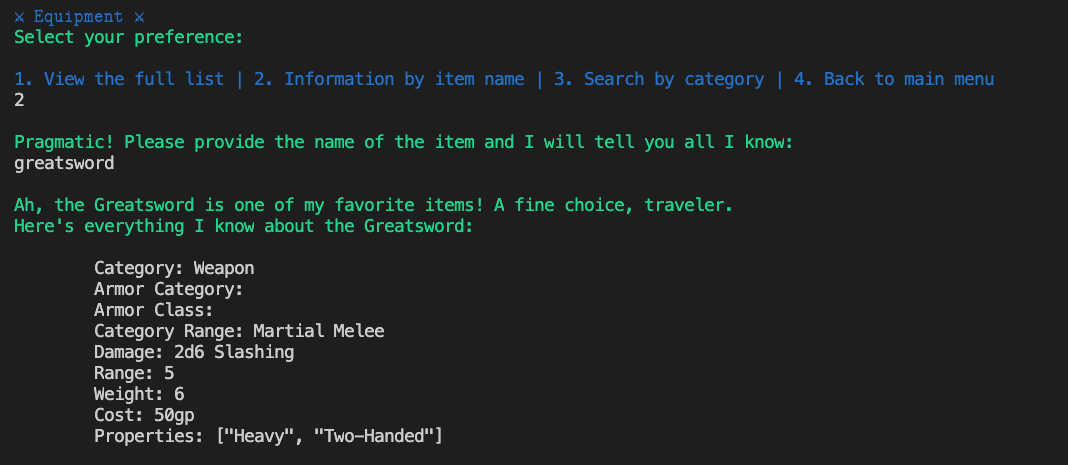 ⚔ Equipment ⚔
Select your preference:
1. View the full list | 2. Information by item name | 3. Search by category | 4. Back to main menu
2
Pragmatic! Please provide the name of the item and I will tell you all I know:
greatsword
Ah, the Greatsword is one of my favorite items! A fine choice, traveler.
Here's everything I know about the Greatsword:
Category: Weapon
Armor Category:
Armor Class:
Category Range: Martial Melee
Damage: 2d6 Slashing
Range: 5
Weight: 6
Cost: 50gp
Properties: ["Heavy", "Two-Handed"]